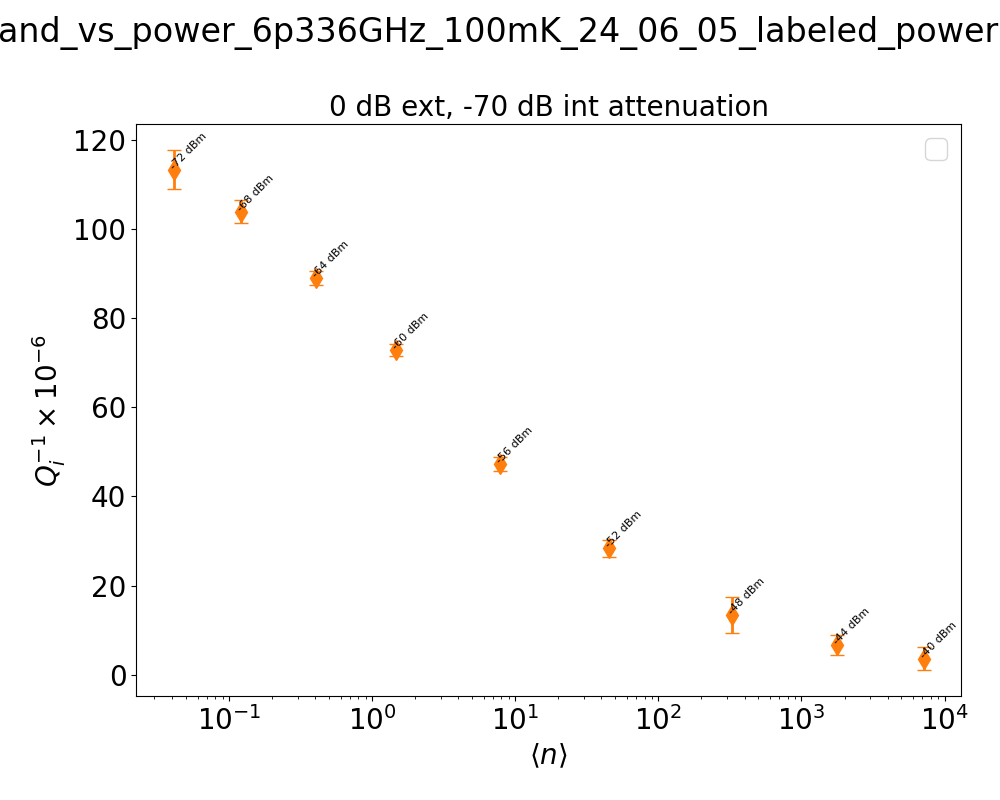 and_vs_power_6p336GHz_100mK_24_06_05_labeled_power
0 dB ext, -70 dB int attenuation
120
100
80
60
40
20
0
Q_i^{-1} × 10^{-6}
-72 dBm
-68 dBm
-64 dBm
-60 dBm
-56 dBm
-52 dBm
-48 dBm
-44 dBm
-40 dBm
10^{-1} 10^0 10^1 10^2 10^3 10^4
⟨n⟩